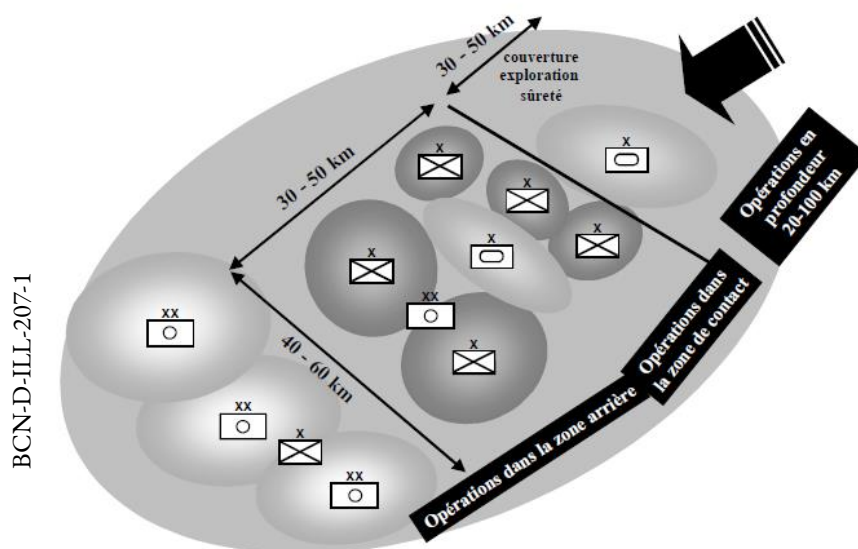 30 - 50 km
couverture
exploration
sûreté
30 - 50 km
x
x
x
x
x
x
x
xx
x
xx
40 - 60 km
xx
x
xx
Opérations en
profondeur
20-100 km
Opérations dans
la zone de contact
Opérations dans la zone arrière
BCN-D-ILL-207-1